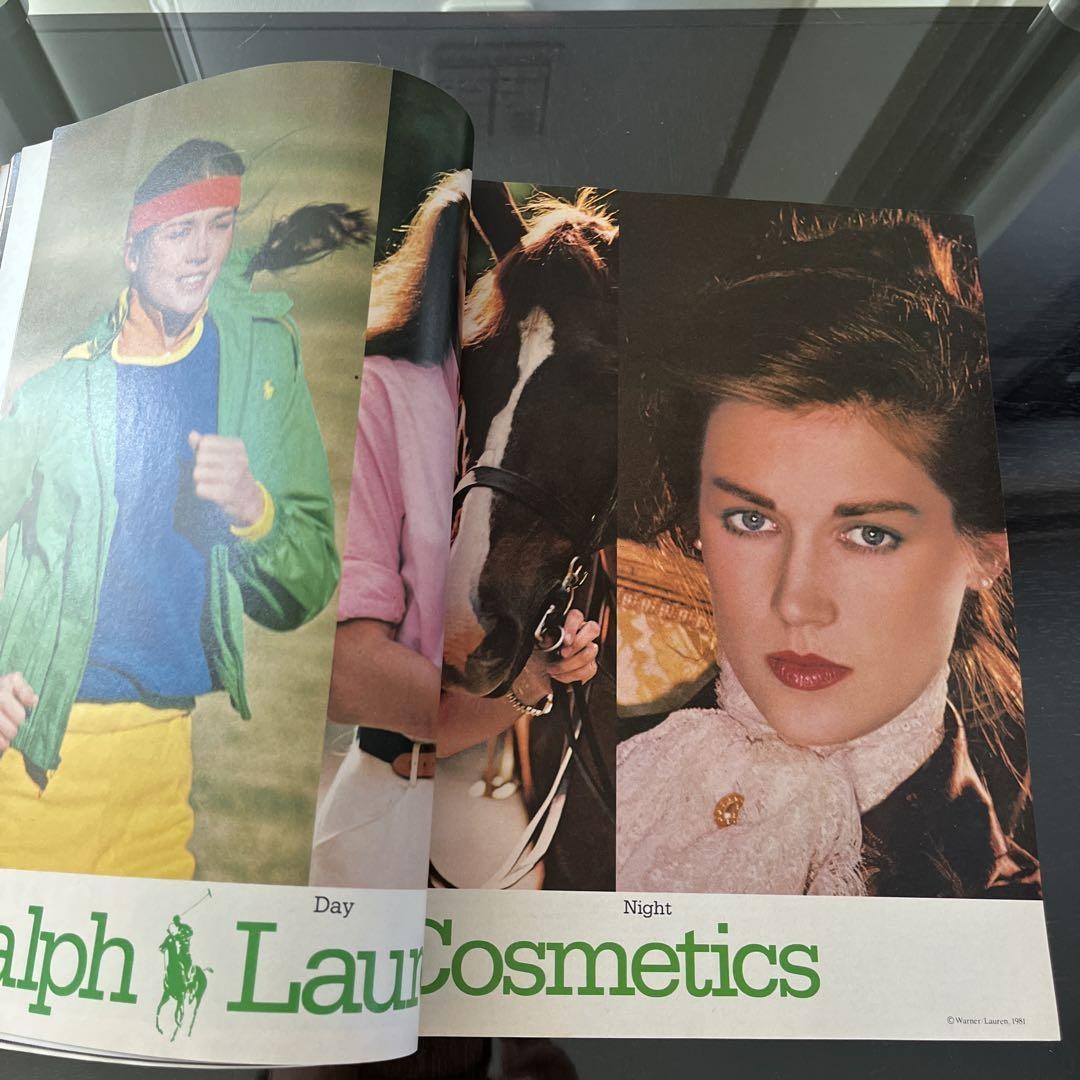 Day
Night
alph Laur Cosmetics
© Warner/Lauren, 1981